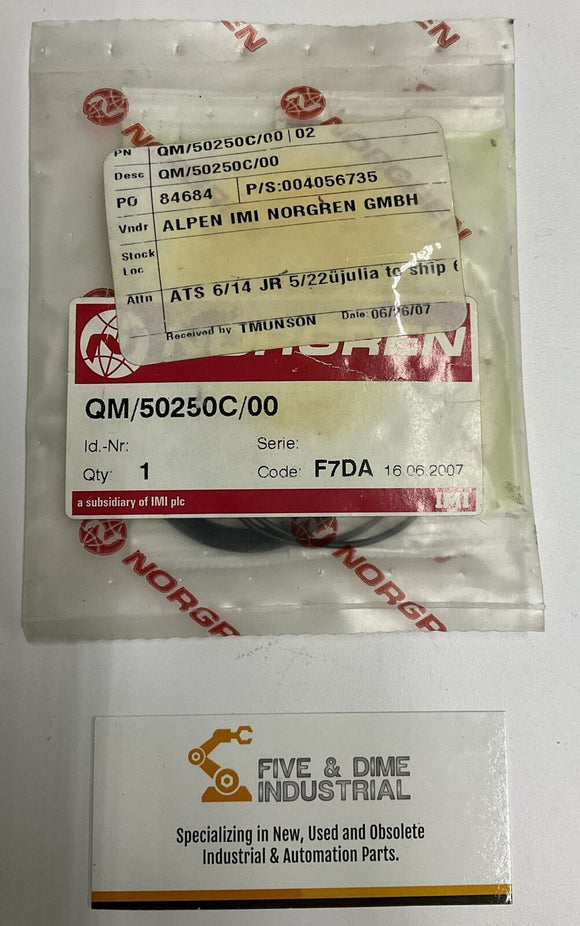 NORGREN
NORGREN
PN QM/50250C/00 | 02
Desc QM/50250C/00
PO 84684 P/S:004056735
Vndr ALPEN IMI NORGREN GMBH
Stock
Loc
Attn ATS 6/14 JR 5/22üjulia to ship
Received by: TMUNSON Date: 06/26/07
QM/50250C/00
Id.-Nr: Serie:
Qty: 1 Code: F7DA 16.06.2007
a subsidiary of IMI plc IMI
NORGREN
NORGREN
FIVE & DIME
INDUSTRIAL
Specializing in New, Used and Obsolete
Industrial & Automation Parts.